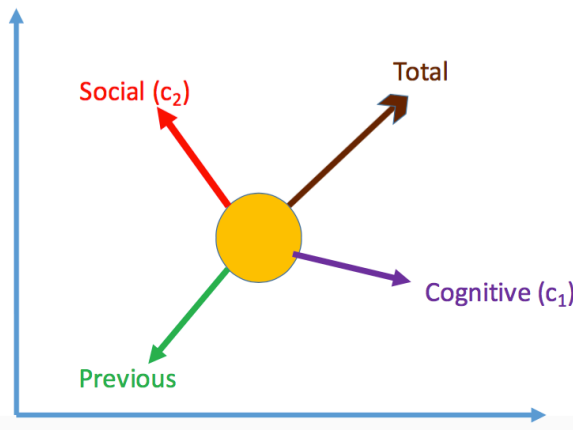 Total
Social (c₂)
Cognitive (c₁)
Previous